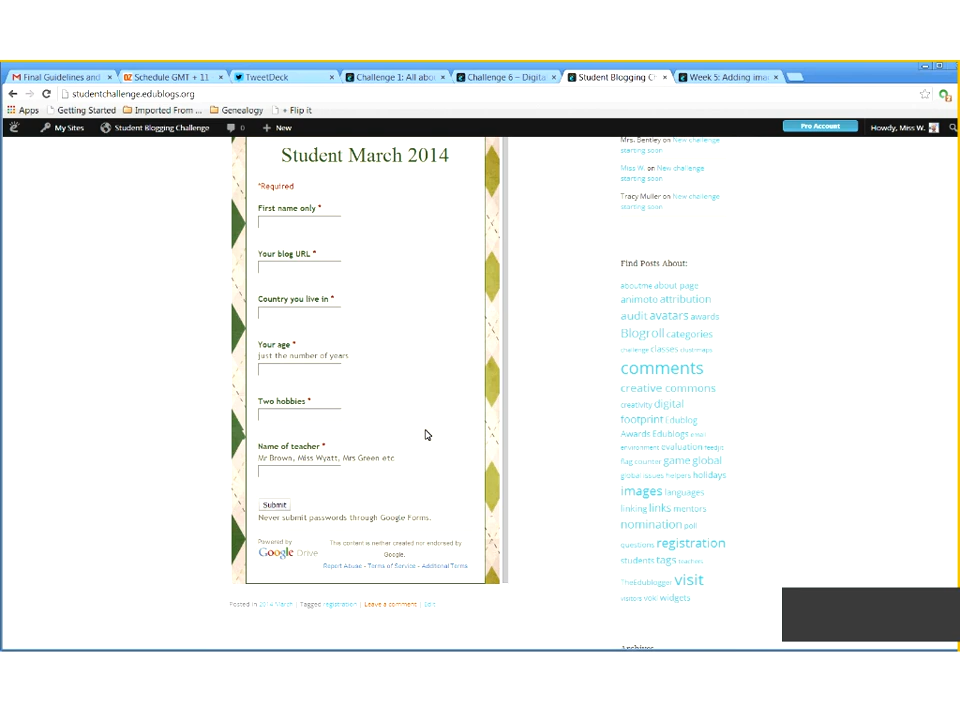 Final Guidelines and
Schedule GMT + 11
TweetDeck
Challenge 1: All abo
Challenge 6 – Digita
Student Blogging Ch
Week 5: Adding ima
studentchallenge.edublogs.org
Apps Getting Started Imported From ... Genealogy + Flip it
My Sites Student Blogging Challenge 0 + New Pro Account Howdy, Miss W.
Student March 2014
*Required
First name only *
Your blog URL *
Country you live in *
Your age *
just the number of years
Two hobbies *
Name of teacher *
Mr Brown, Miss Wyatt, Mrs Green etc
Submit
Never submit passwords through Google Forms.
Powered by
Google Drive
This content is neither created nor endorsed by
Google.
Report Abuse - Terms of Service - Additional Terms
Posted in 2014 March | Tagged registration | Leave a comment | Edit
Mrs. Bentley on New challenge
starting soon
Miss W. on New challenge
starting soon
Tracy Muller on New challenge
starting soon
Find Posts About:
aboutme about page
animoto attribution
audit avatars awards
Blogroll categories
challenge classes clustrmaps
comments
creative commons
creativity digital
footprint Edublog
Awards Edublogs email
environment evaluation feedjit
flag counter game global
global issues helpers holidays
images languages
linking links mentors
nomination poll
questions registration
students tags teachers
TheEdublogger visit
visitors voki widgets
Archives